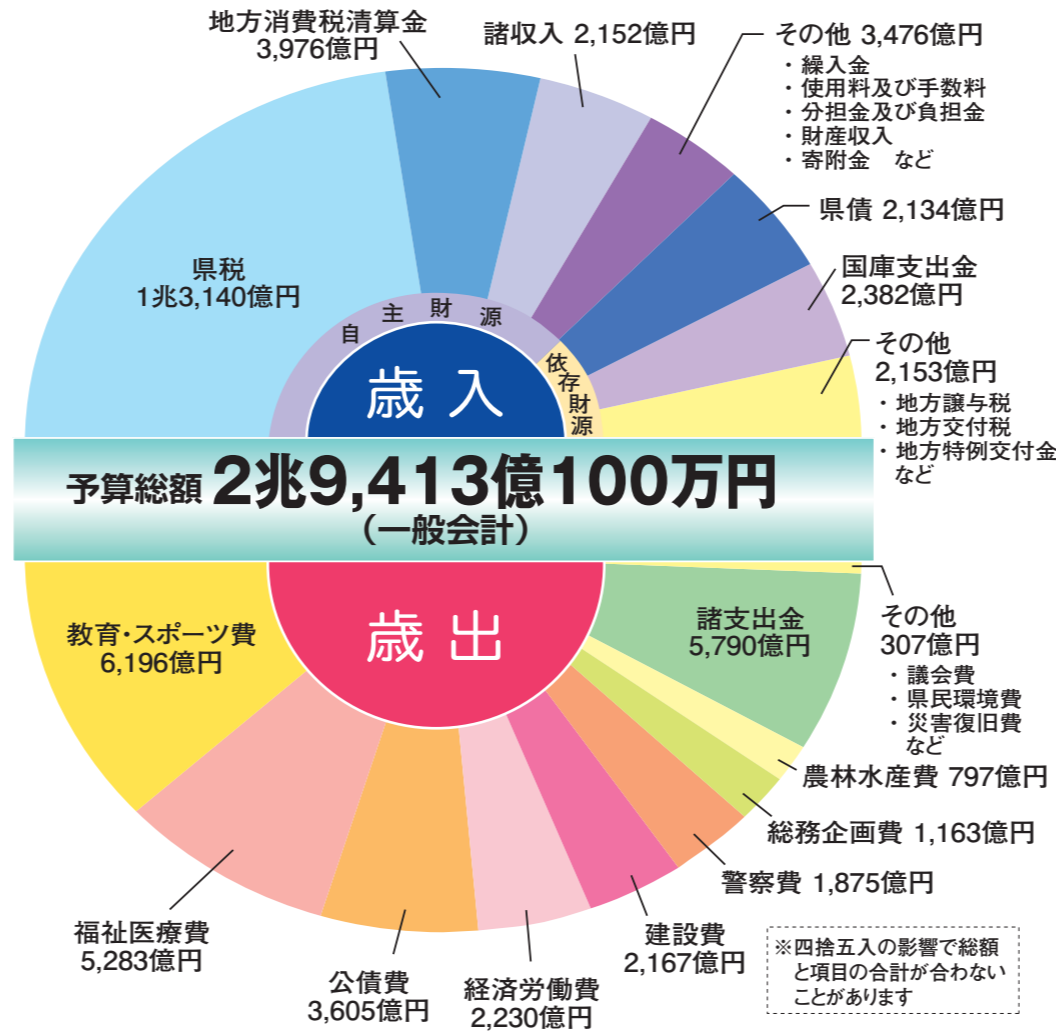 地方消費税清算金
3,976億円
諸収入 2,152億円
その他 3,476億円
・繰入金
・使用料及び手数料
・分担金及び負担金
・財産収入
・寄附金　など
県債 2,134億円
国庫支出金
2,382億円
その他
2,153億円
・地方譲与税
・地方交付税
・地方特例交付金
など
県税
1兆3,140億円
自主財源
依存財源
歳入
予算総額 2兆9,413億100万円
（一般会計）
歳出
教育・スポーツ費
6,196億円
諸支出金
5,790億円
その他
307億円
・議会費
・県民環境費
・災害復旧費
など
農林水産費 797億円
総務企画費 1,163億円
警察費 1,875億円
建設費
2,167億円
経済労働費
2,230億円
公債費
3,605億円
福祉医療費
5,283億円
※四捨五入の影響で総額
と項目の合計が合わない
ことがあります